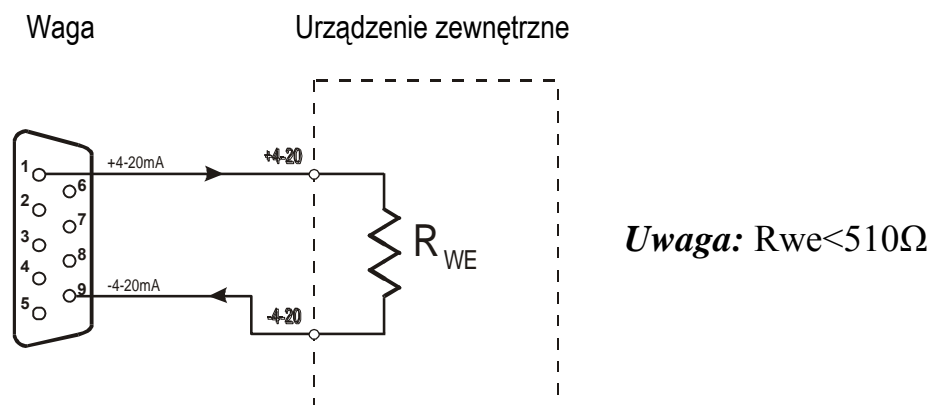 Waga
Urządzenie zewnętrzne
1
+4-20mA
+4-20
6
2
7
3
R WE
Uwaga: Rwe<510Ω
8
4
9
-4-20mA
-4-20
5